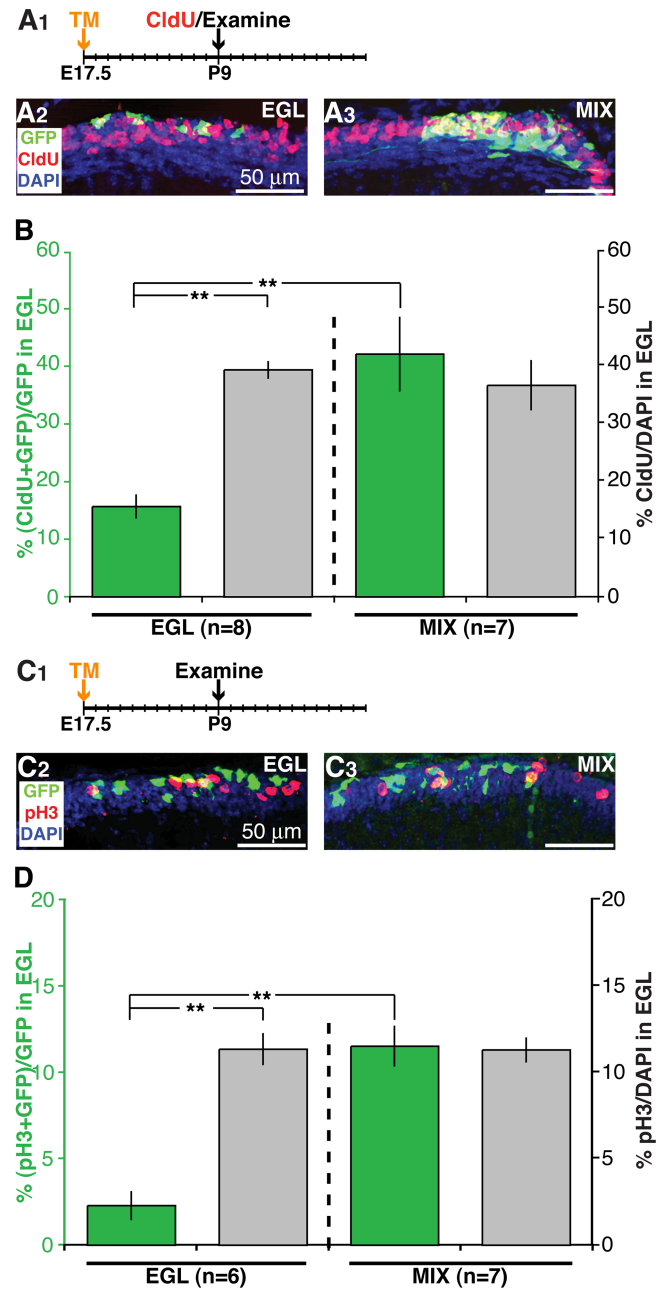 A1
TM
CldU/Examine
E17.5
P9
A2
EGL
GFP
CldU
DAPI
50 µm
A3
MIX
B
% (CldU+GFP)/GFP in EGL
60
50
40
30
20
10
0
**
**
60
50
40
30
20
10
0
% CldU/DAPI in EGL
EGL (n=8)
MIX (n=7)
C1
TM
Examine
E17.5
P9
C2
EGL
GFP
pH3
DAPI
50 µm
C3
MIX
D
% (pH3+GFP)/GFP in EGL
20
15
10
5
0
**
**
20
15
10
5
0
% pH3/DAPI in EGL
EGL (n=6)
MIX (n=7)